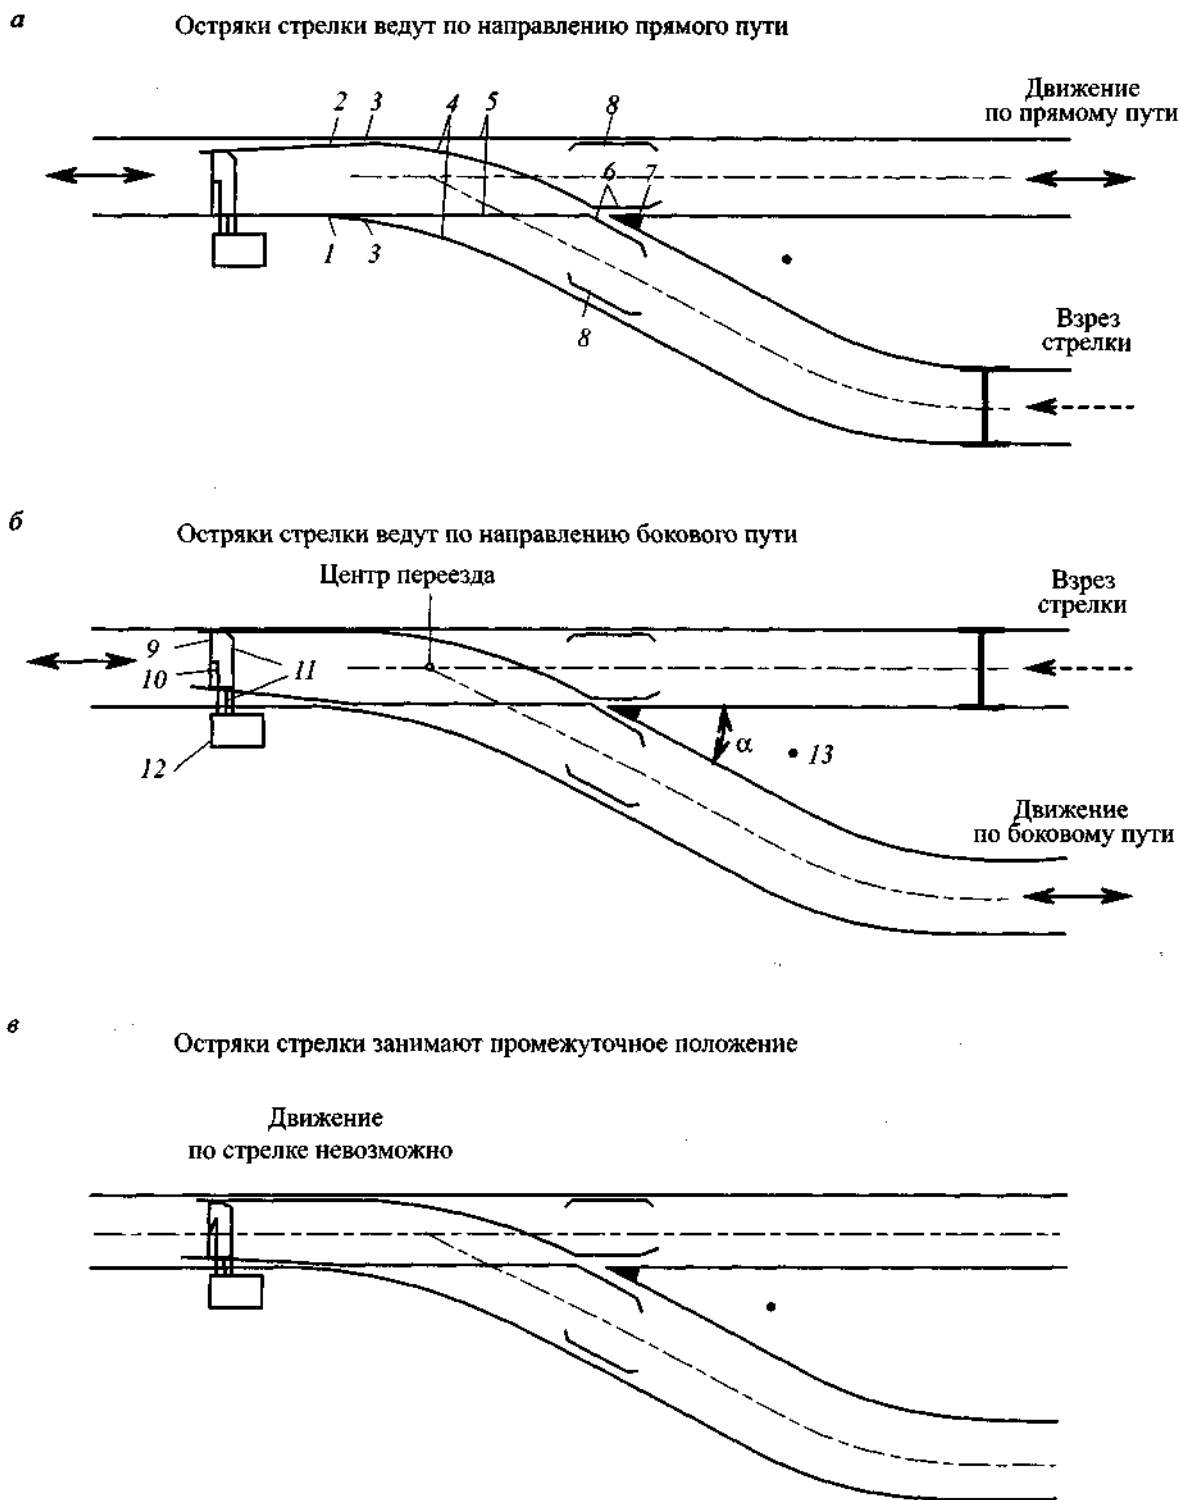 а
Остряки стрелки ведут по направлению прямого пути
Движение
по прямому пути
2 3 4 5 8
6 7
1 3
8
Взрез
стрелки
б
Остряки стрелки ведут по направлению бокового пути
Центр переезда
Взрез
стрелки
9
10 11
12
α
13
Движение
по боковому пути
в
Остряки стрелки занимают промежуточное положение
Движение
по стрелке невозможно